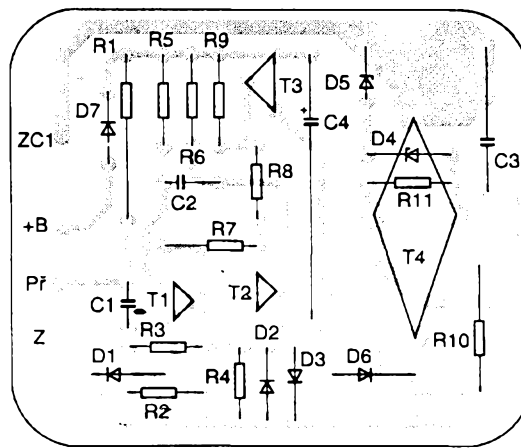 R1 R5 R9
T3 D5
D7
C4
ZC1
D4
C3
R6
R8
C2
R11
+B
R7
T4
Př
C1 T1 T2
Z
R3
R10
D1 D2 D3 D6
R4
R2